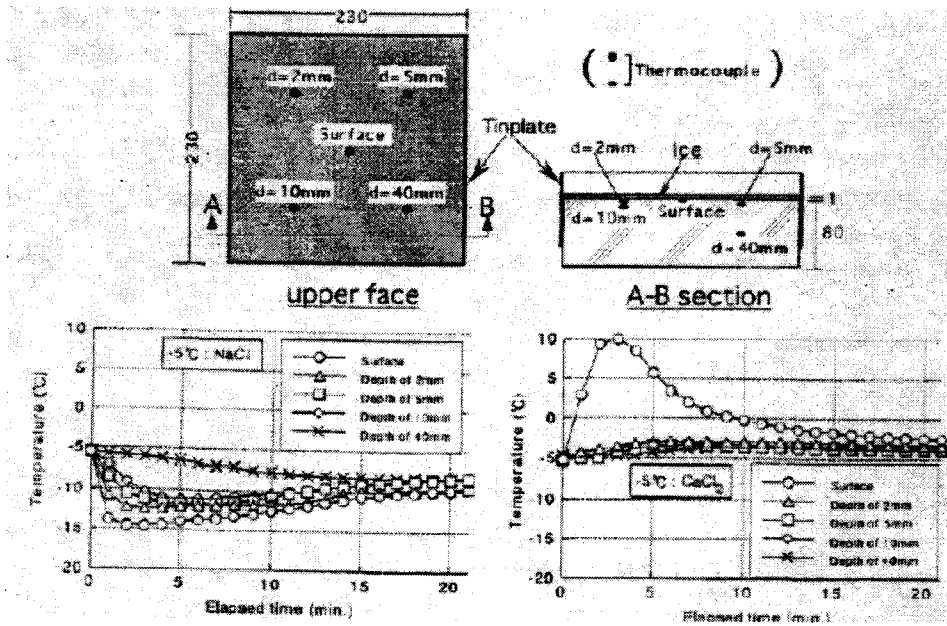 230
230
d=2mm
d=5mm
Surface
d=10mm
d=40mm
A
B
Tinplate
Thermocouple
d=2mm
ice
d=5mm
d=10mm
Surface
d=40mm
1
80
upper face
A-B section
Temperature (℃)
10
5
0
-5
-10
-15
-20
0
5
10
15
20
Elapsed time (min.)
-5℃ : NaCl
Surface
Depth of 2mm
Depth of 5mm
Depth of 10mm
Depth of 40mm
Temperature (℃)
10
5
0
-5
-10
-15
-20
0
5
10
15
20
Elapsed time (min.)
-5℃ : CaCl2
Surface
Depth of 2mm
Depth of 5mm
Depth of 10mm
Depth of 40mm